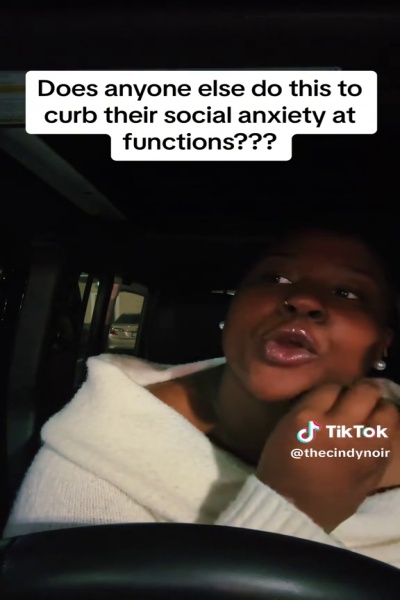 Does anyone else do this to
curb their social anxiety at
functions???
TikTok
@thecindynoir